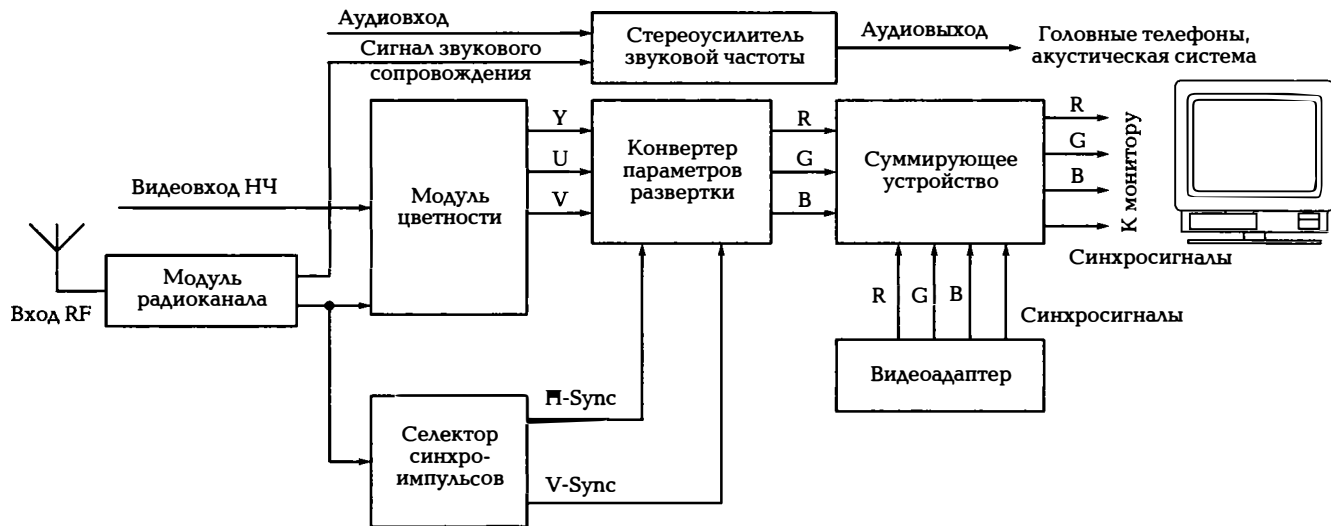 Аудиовход
Стереоусилитель
звуковой частоты
Аудиовыход
Головные телефоны,
акустическая система
Сигнал звукового
сопровождения
Y
U
V
Конвертер
параметров
развертки
R
G
B
Суммирующее
устройство
R
G
B
К монитору
Синхросигналы
Видеовход НЧ
Модуль
цветности
Модуль
радиоканала
Вход RF
R
G
B
Синхросигналы
Видеоадаптер
H-Sync
Селектор
синхро-
импульсов
V-Sync